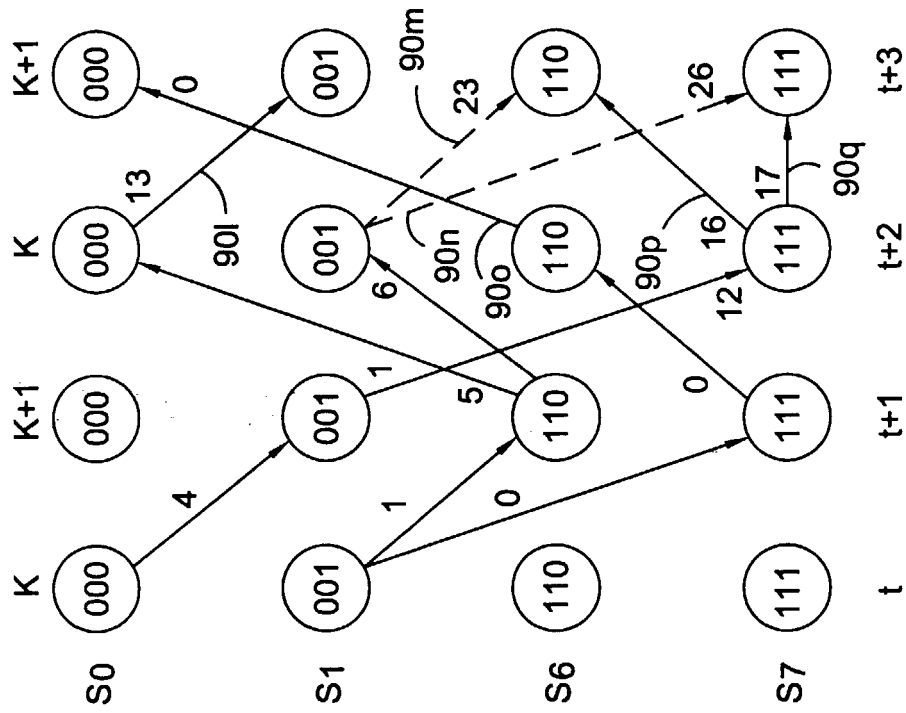 K K+1 K K+1
S0 000 000 000 000
4 13 0
90l
90m
S1 001 001 001 001
1 1 6 23
5 90n
0 90o 26
S6 110 110 110 110
0 90p 16
12 17
S7 111 111 111 111
90q
t t+1 t+2 t+3